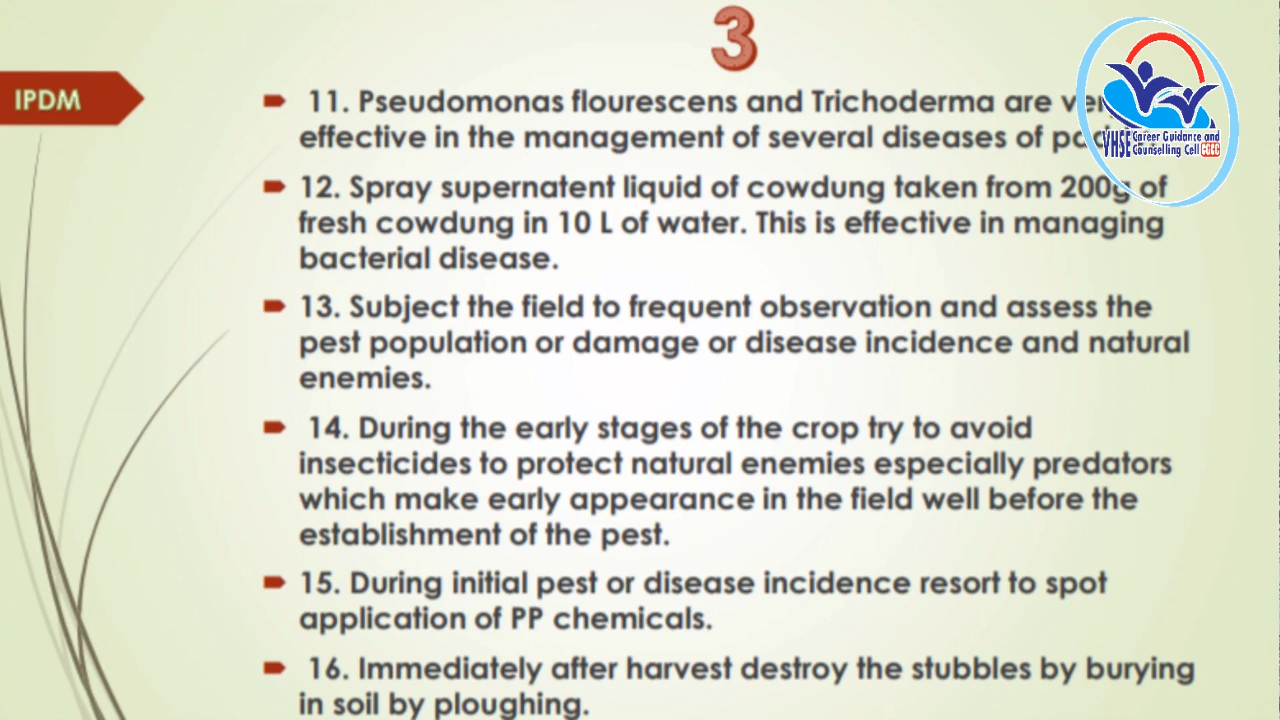 3
IPDM
11. Pseudomonas flourescens and Trichoderma are
effective in the management of several diseases of
12. Spray supernatent liquid of cowdung taken from 200g of
fresh cowdung in 10 L of water. This is effective in managing
bacterial disease.
13. Subject the field to frequent observation and assess the
pest population or damage or disease incidence and natural
enemies.
14. During the early stages of the crop try to avoid
insecticides to protect natural enemies especially predators
which make early appearance in the field well before the
establishment of the pest.
15. During initial pest or disease incidence resort to spot
application of PP chemicals.
16. Immediately after harvest destroy the stubbles by burying
in soil by ploughing.
VHSE Career Guidance and
Counselling Cell CGCC